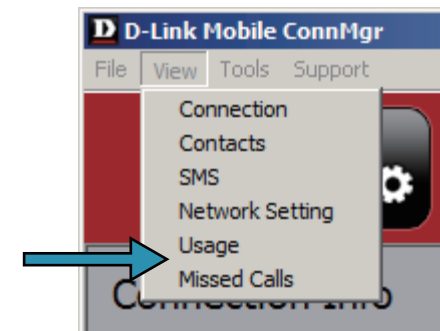 D D-Link Mobile ConnMgr
File View Tools Support
Connection
Contacts
SMS
Network Setting
Usage
Missed Calls
Connection Info